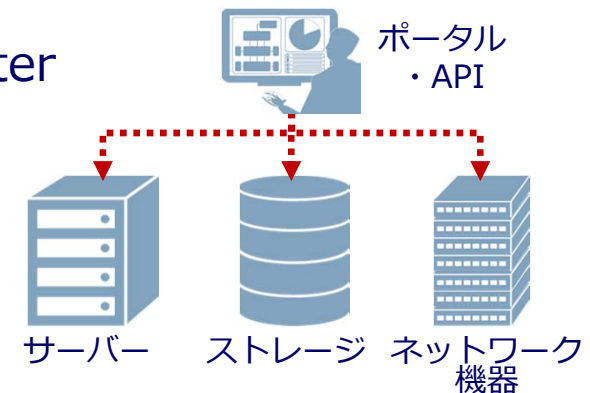 ter
ポータル
・API
サーバー
ストレージ
ネットワーク
機器